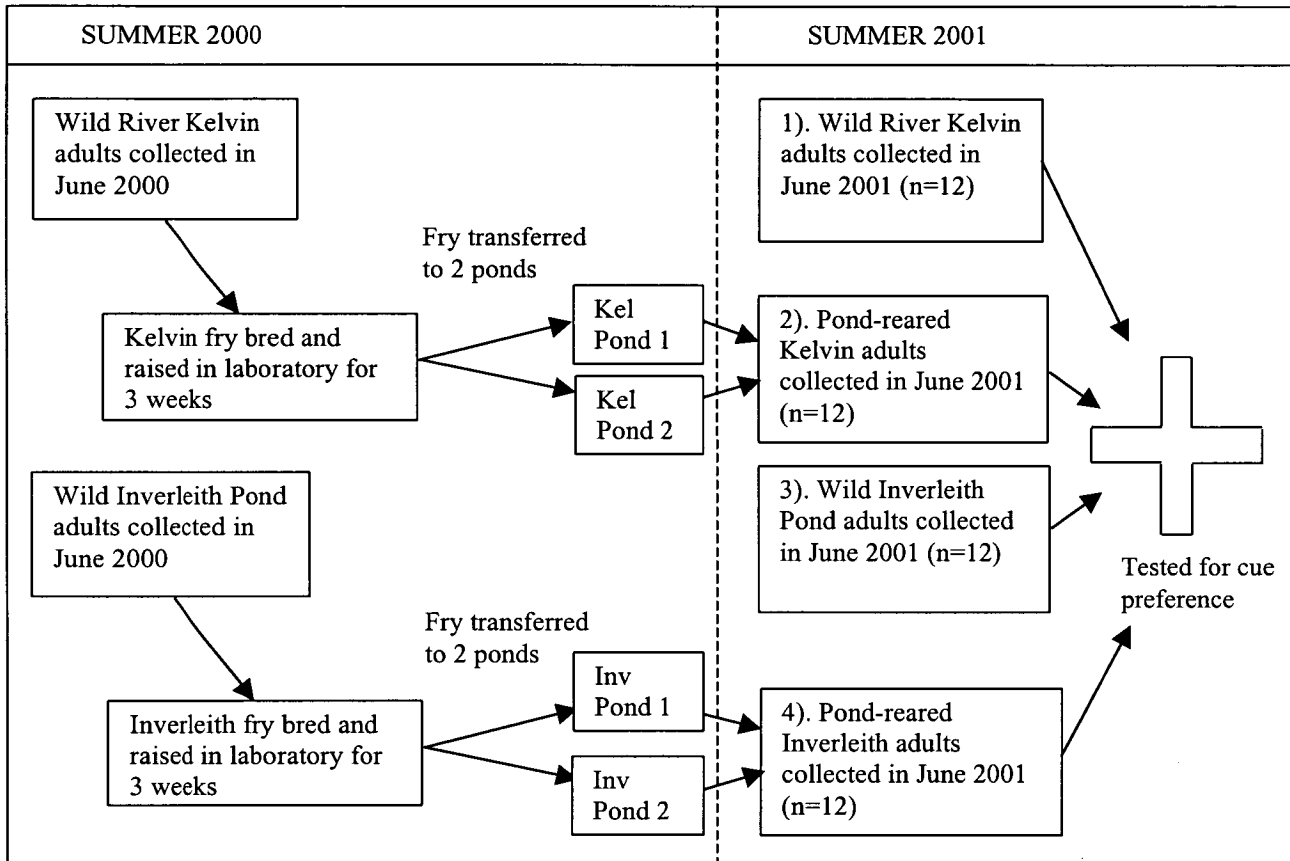 SUMMER 2000
SUMMER 2001
Wild River Kelvin
adults collected in
June 2000
Fry transferred
to 2 ponds
Kelvin fry bred and
raised in laboratory for
3 weeks
Kel
Pond 1
Kel
Pond 2
Wild Inverleith Pond
adults collected in
June 2000
Fry transferred
to 2 ponds
Inverleith fry bred and
raised in laboratory for
3 weeks
Inv
Pond 1
Inv
Pond 2
1). Wild River Kelvin
adults collected in
June 2001 (n=12)
2). Pond-reared
Kelvin adults
collected in June 2001
(n=12)
3). Wild Inverleith
Pond adults collected
in June 2001 (n=12)
4). Pond-reared
Inverleith adults
collected in June 2001
(n=12)
Tested for cue
preference